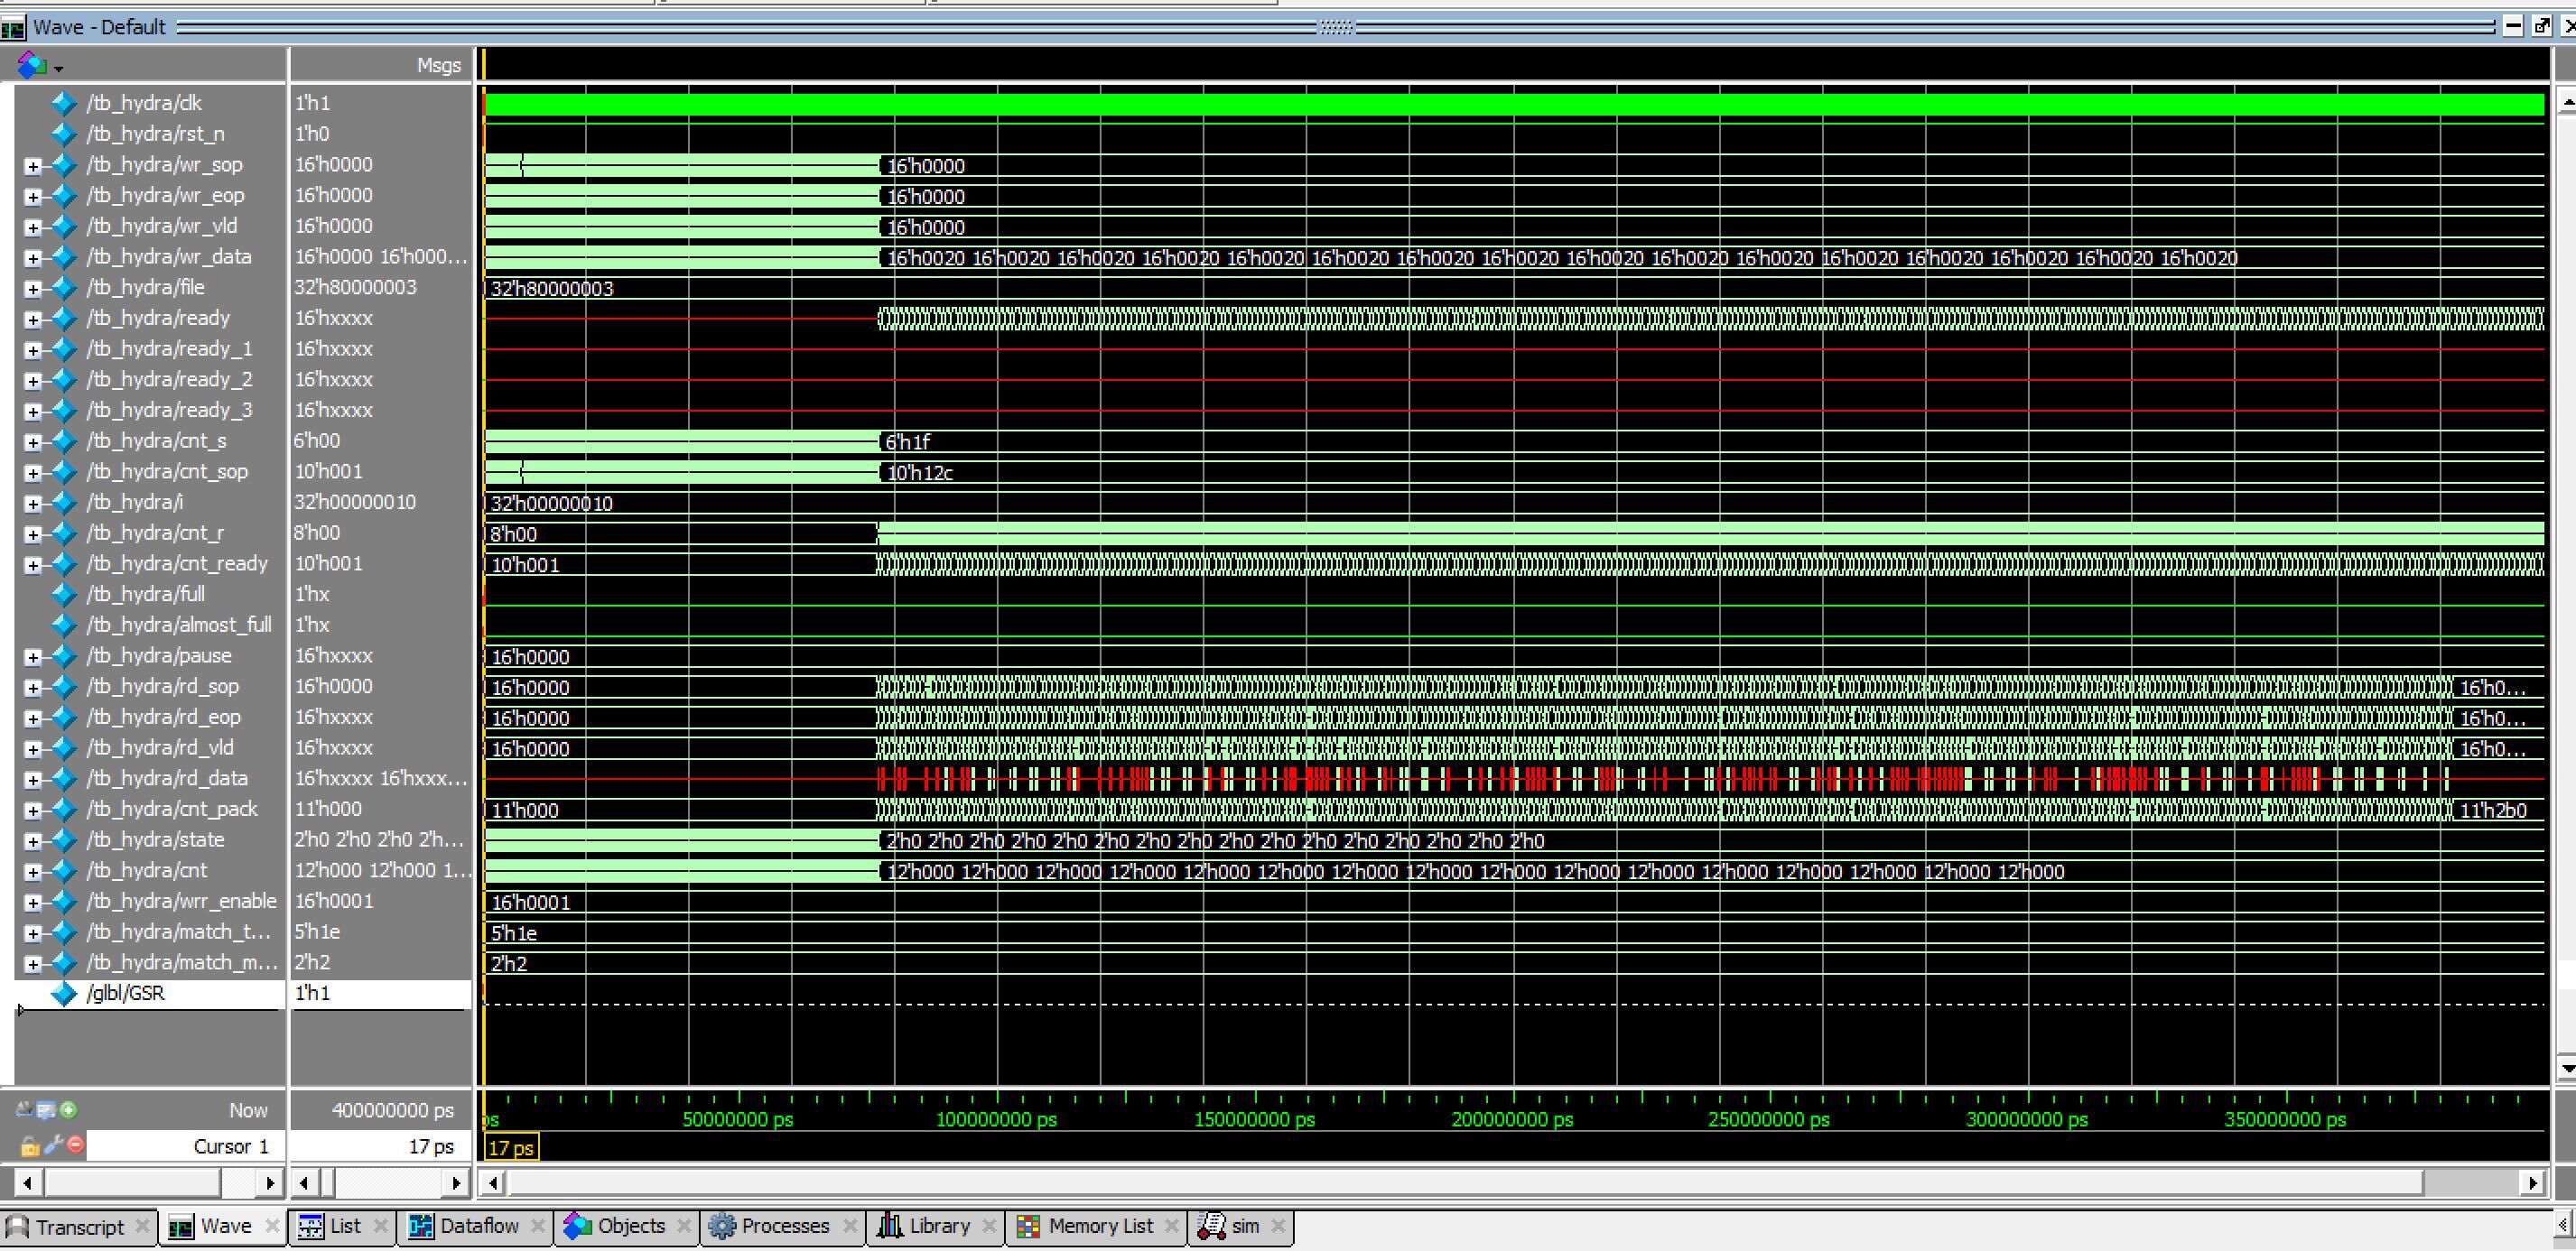 Wave - Default
Msgs
/tb_hydra/clk 1'h1
/tb_hydra/rst_n 1'h0
/tb_hydra/wr_sop 16'h0000 16'h0000
/tb_hydra/wr_eop 16'h0000 16'h0000
/tb_hydra/wr_vld 16'h0000 16'h0000
/tb_hydra/wr_data 16'h0000 16'h000... 16'h0020 16'h0020 16'h0020 16'h0020 16'h0020 16'h0020 16'h0020 16'h0020 16'h0020 16'h0020 16'h0020 16'h0020 16'h0020 16'h0020 16'h0020 16'h0020
/tb_hydra/file 32'h80000003 32'h80000003
/tb_hydra/ready 16'hxxxx
/tb_hydra/ready_1 16'hxxxx
/tb_hydra/ready_2 16'hxxxx
/tb_hydra/ready_3 16'hxxxx
/tb_hydra/cnt_s 6'h00 6'h1f
/tb_hydra/cnt_sop 10'h001 10'h12c
/tb_hydra/i 32'h00000010 32'h00000010
/tb_hydra/cnt_r 8'h00 8'h00
/tb_hydra/cnt_ready 10'h001 10'h001
/tb_hydra/full 1'hx
/tb_hydra/almost_full 1'hx
/tb_hydra/pause 16'hxxxx 16'h0000
/tb_hydra/rd_sop 16'h0000 16'h0000 16'h0...
/tb_hydra/rd_eop 16'hxxxx 16'h0000 16'h0...
/tb_hydra/rd_vld 16'hxxxx 16'h0000 16'h0...
/tb_hydra/rd_data 16'hxxxx 16'hxxx...
/tb_hydra/cnt_pack 11'h000 11'h000 11'h2b0
/tb_hydra/state 2'h0 2'h0 2'h0 2'h... 2'h0 2'h0 2'h0 2'h0 2'h0 2'h0 2'h0 2'h0 2'h0 2'h0 2'h0 2'h0 2'h0 2'h0 2'h0 2'h0
/tb_hydra/cnt 12'h000 12'h000 1... 12'h000 12'h000 12'h000 12'h000 12'h000 12'h000 12'h000 12'h000 12'h000 12'h000 12'h000 12'h000 12'h000 12'h000 12'h000 12'h000
/tb_hydra/wrr_enable 16'h0001 16'h0001
/tb_hydra/match_t... 5'h1e 5'h1e
/tb_hydra/match_m... 2'h2 2'h2
/glbl/GSR 1'h1
Now 400000000 ps ps 50000000 ps 100000000 ps 150000000 ps 200000000 ps 250000000 ps 300000000 ps 350000000 ps
Cursor 1 17 ps 17 ps
Transcript Wave List Dataflow Objects Processes Library Memory List sim